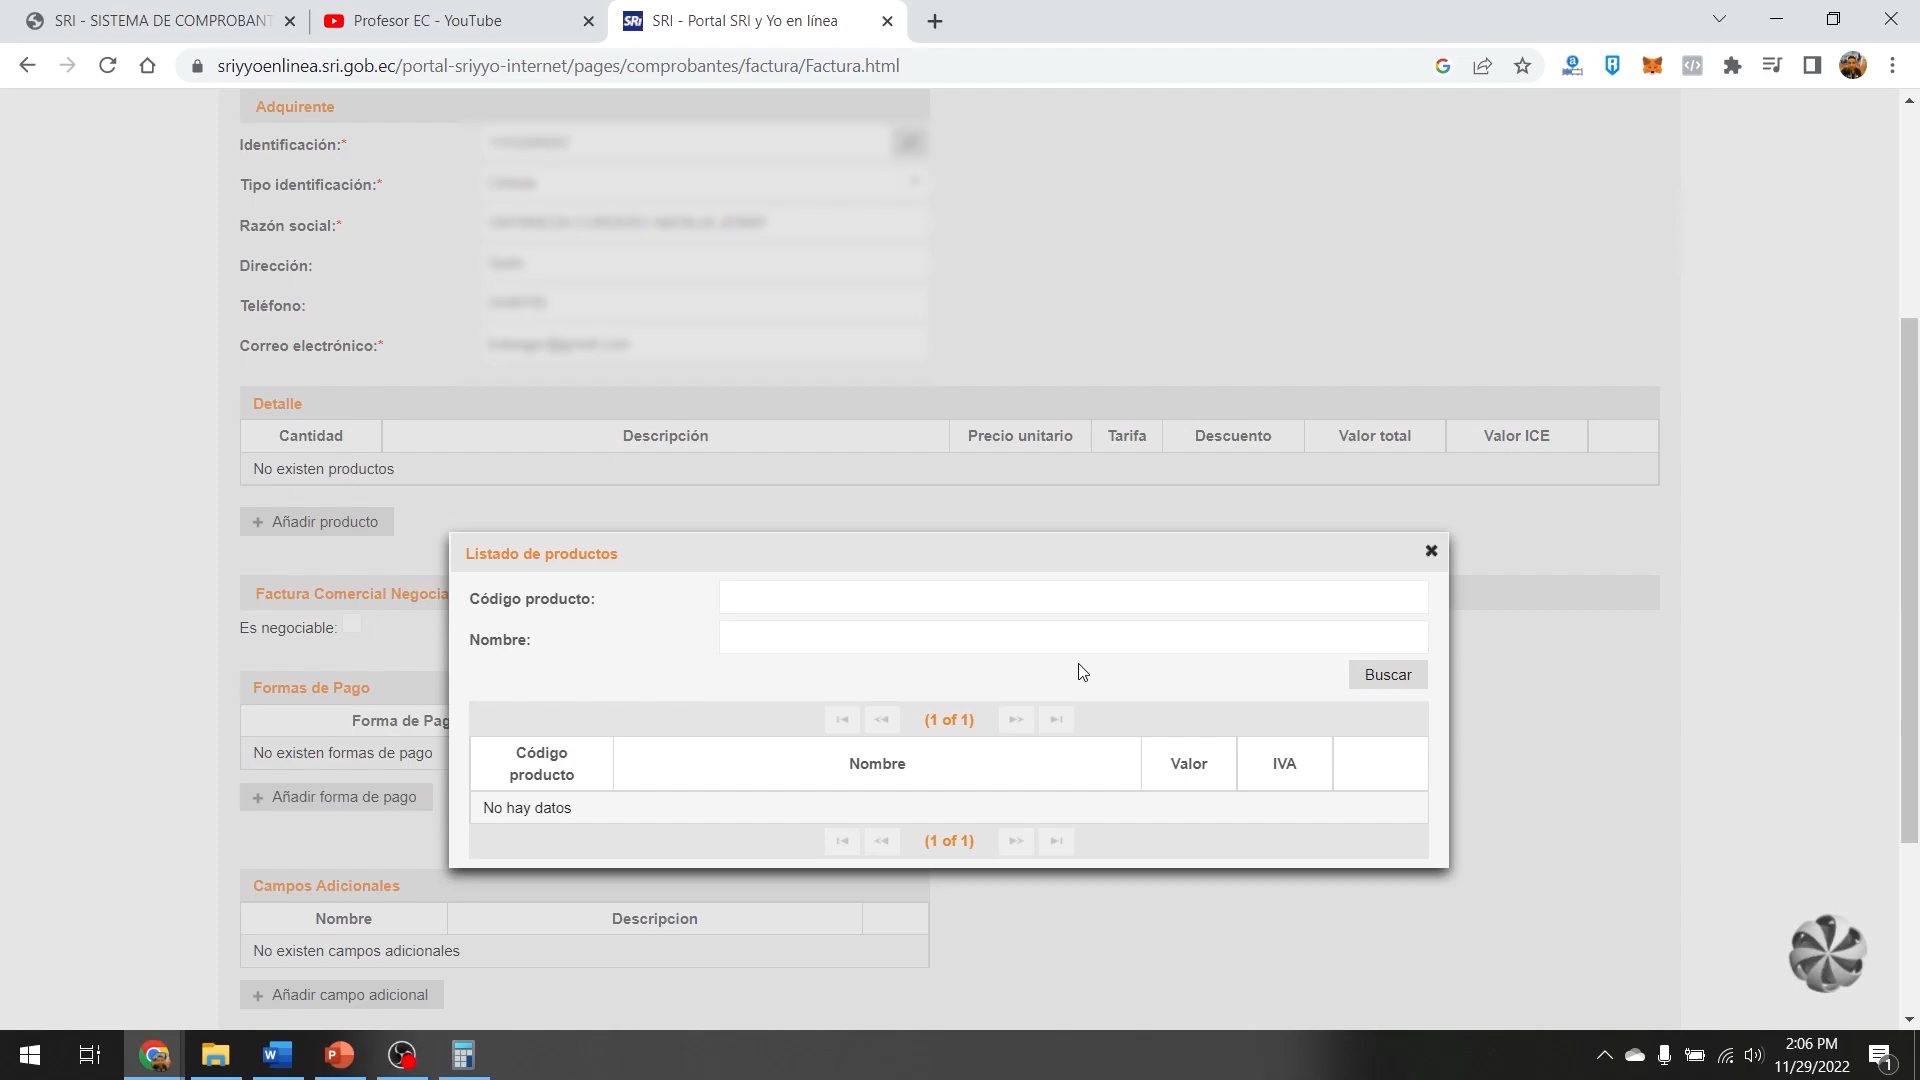 SRI - SISTEMA DE COMPROBANT
Profesor EC - YouTube
SRi
SRI - Portal SRI y Yo en línea
sriyyoenlinea.sri.gob.ec/portal-sriyyo-internet/pages/comprobantes/factura/Factura.html
Adquirente
Identificación:*
Tipo identificación:*
Razón social:*
Dirección:
Teléfono:
Correo electrónico:*
Detalle
Cantidad Descripción Precio unitario Tarifa Descuento Valor total Valor ICE
No existen productos
+ Añadir producto
Listado de productos
Código producto:
Nombre:
Buscar
(1 of 1)
Código producto Nombre Valor IVA
No hay datos
(1 of 1)
Factura Comercial Negocia
Es negociable:
Formas de Pago
Forma de Pag
No existen formas de pago
+ Añadir forma de pago
Campos Adicionales
Nombre Descripcion
No existen campos adicionales
+ Añadir campo adicional
2:06 PM
11/29/2022
1